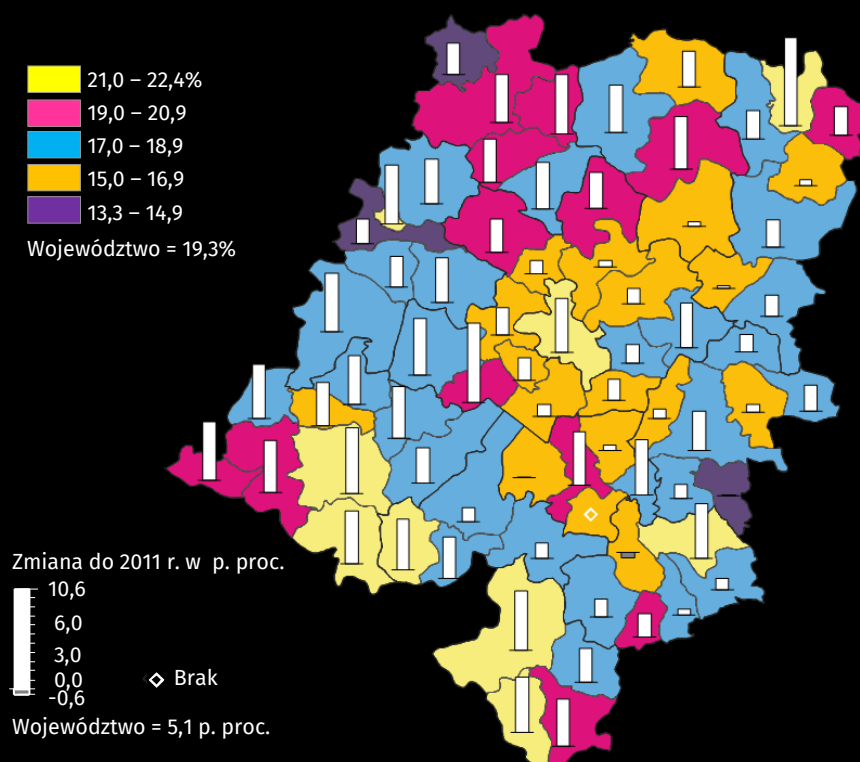 21,0 – 22,4%
19,0 – 20,9
17,0 – 18,9
15,0 – 16,9
13,3 – 14,9
Województwo = 19,3%
Zmiana do 2011 r. w p. proc.
10,6
6,0
3,0
0,0
-0,6
Brak
Województwo = 5,1 p. proc.